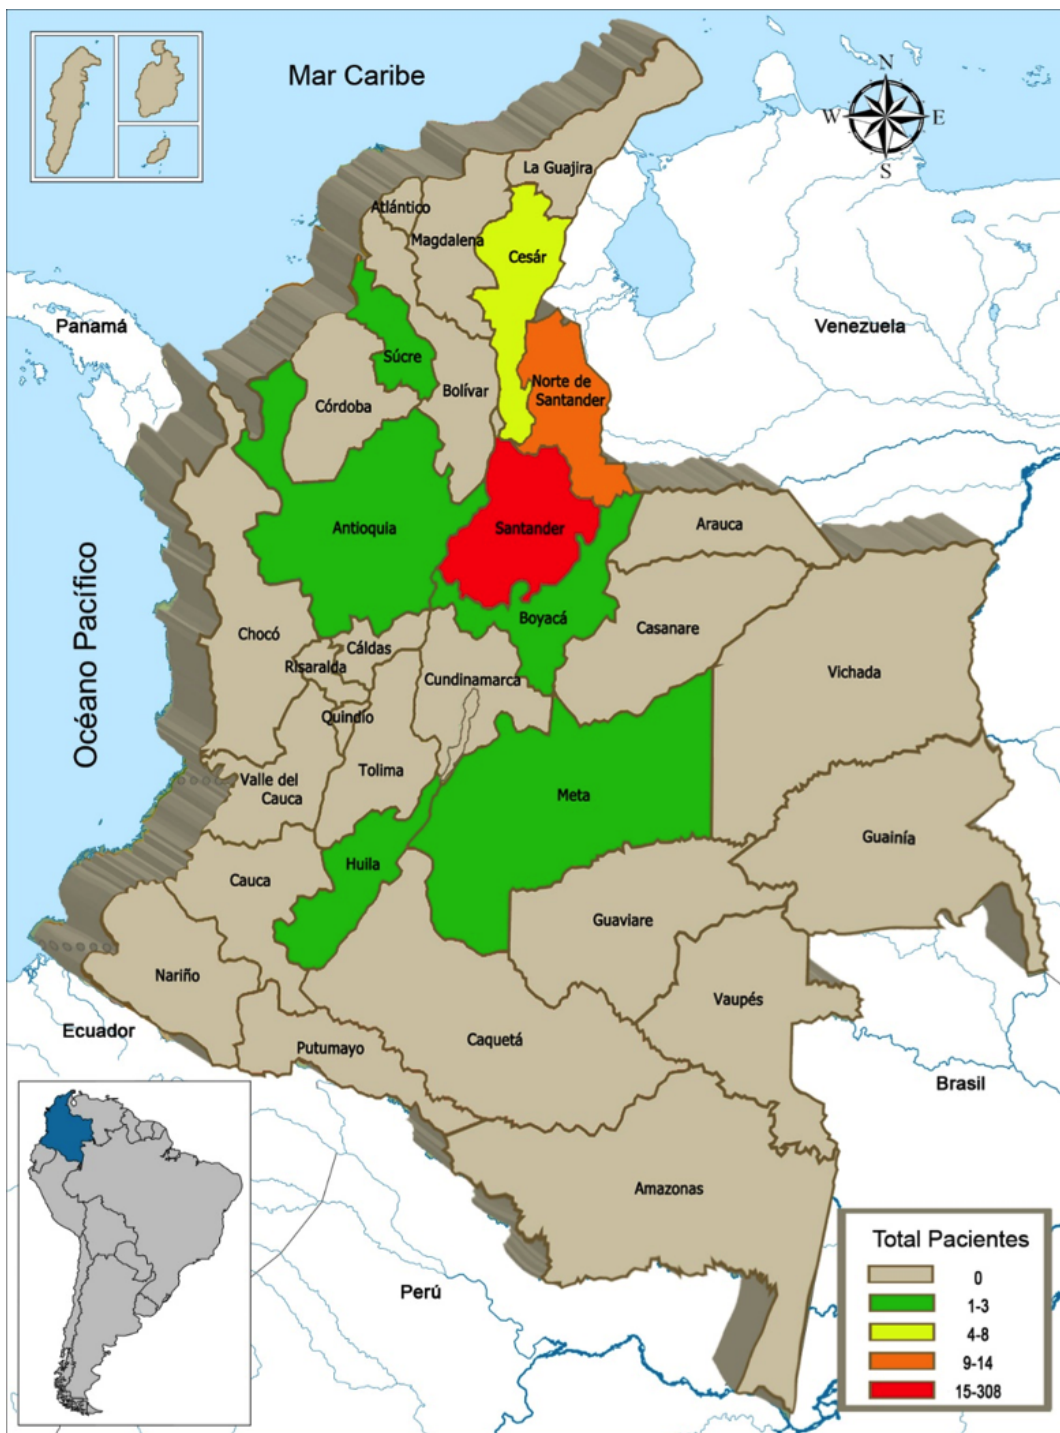 Mar Caribe
N
W
E
S
La Guajira
Atlántico
Magdalena
Cesár
Panamá
Venezuela
Súcre
Bolívar
Norte de
Santander
Córdoba
Antioquia
Santander
Arauca
Océano Pacífico
Chocó
Boyacá
Casanare
Cáldas
Risaralda
Cundinamarca
Vichada
Quindío
Tolima
Valle del
Cauca
Meta
Guainía
Huila
Cauca
Guaviare
Nariño
Vaupés
Ecuador
Putumayo
Caquetá
Brasil
Amazonas
Perú
Total Pacientes
0
1-3
4-8
9-14
15-308